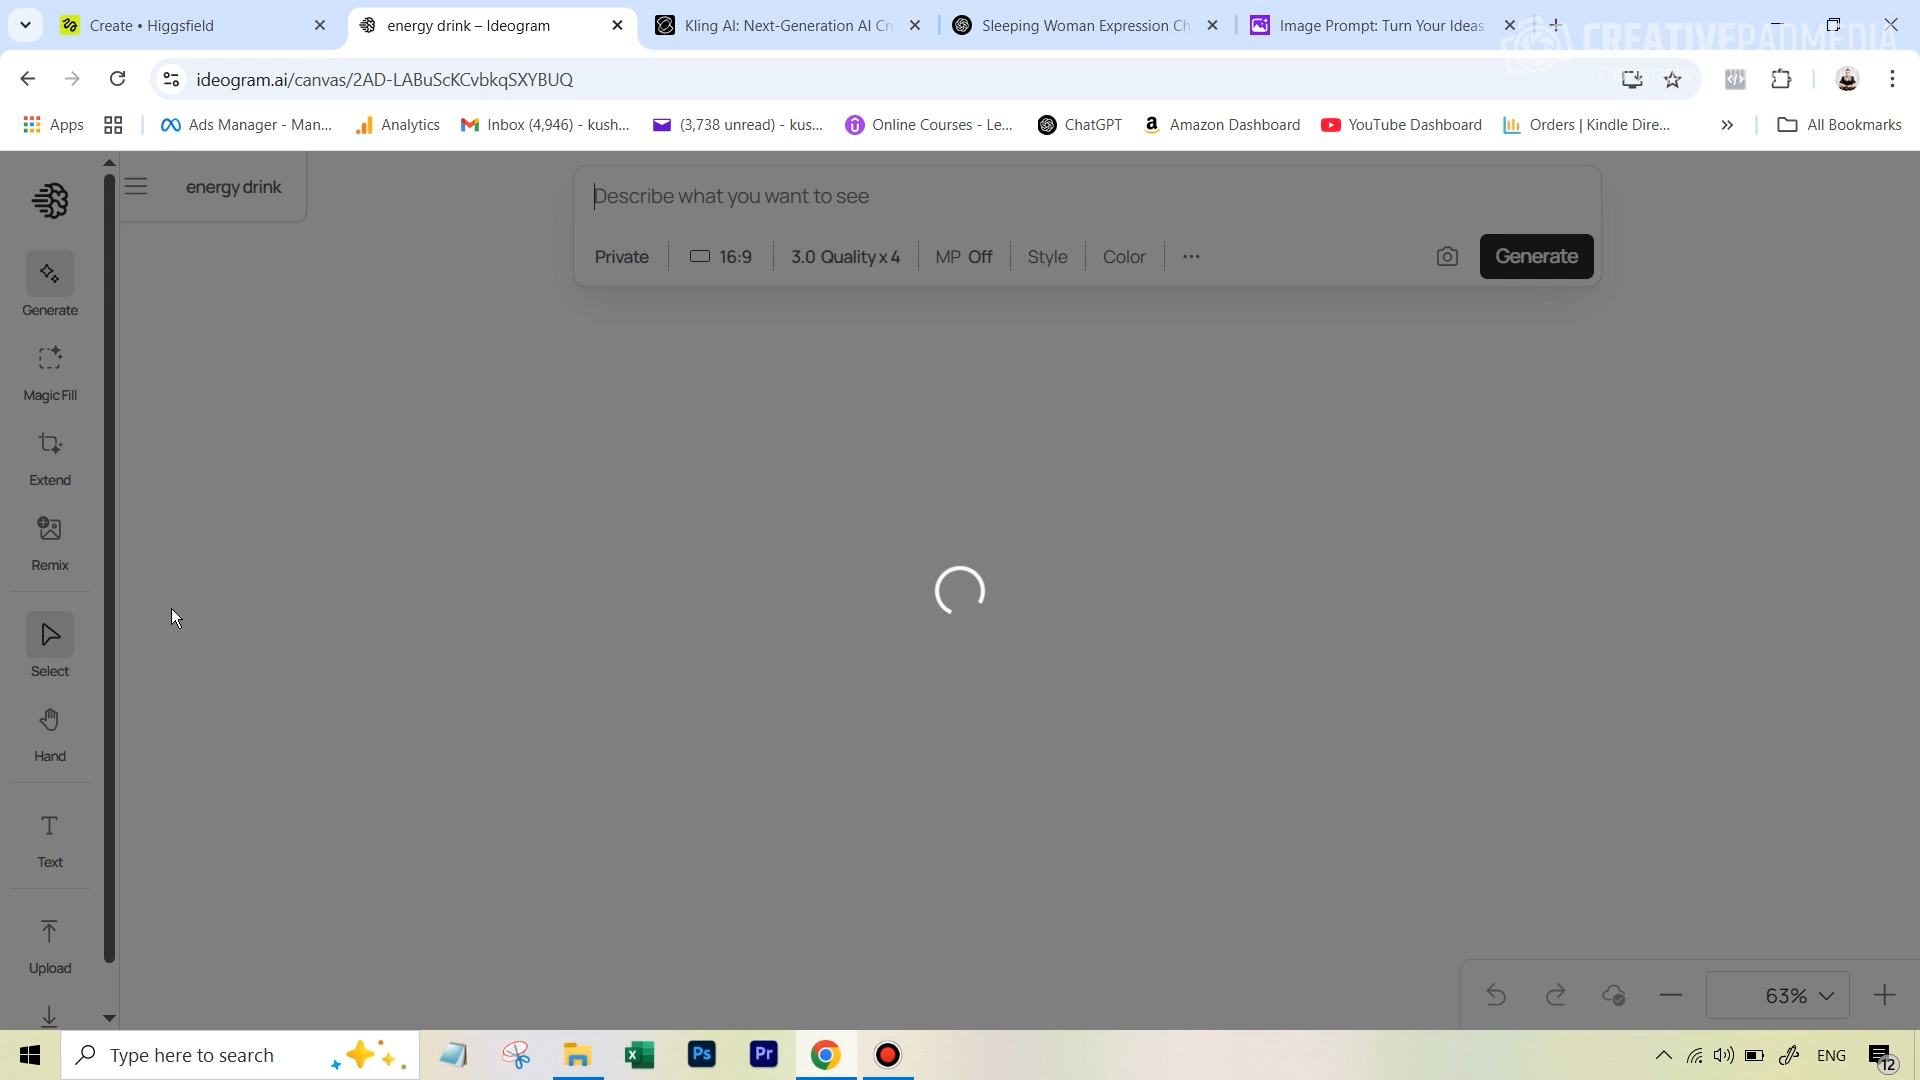 Create • Higgsfield
energy drink – Ideogram
Kling AI: Next-Generation AI Cr
Sleeping Woman Expression Ch
Image Prompt: Turn Your Ideas
CREATIVEPADMEDIA
ideogram.ai/canvas/2AD-LABuScKCvbkqSXYBUQ
Apps
Ads Manager - Man...
Analytics
Inbox (4,946) - kush...
(3,738 unread) - kus...
Online Courses - Le...
ChatGPT
Amazon Dashboard
YouTube Dashboard
Orders | Kindle Dire...
All Bookmarks
energy drink
Describe what you want to see
Private
16:9
3.0 Quality x 4
MP Off
Style
Color
Generate
Generate
Magic Fill
Extend
Remix
Select
Hand
Text
Upload
63%
Type here to search
Ps
Pr
ENG
12